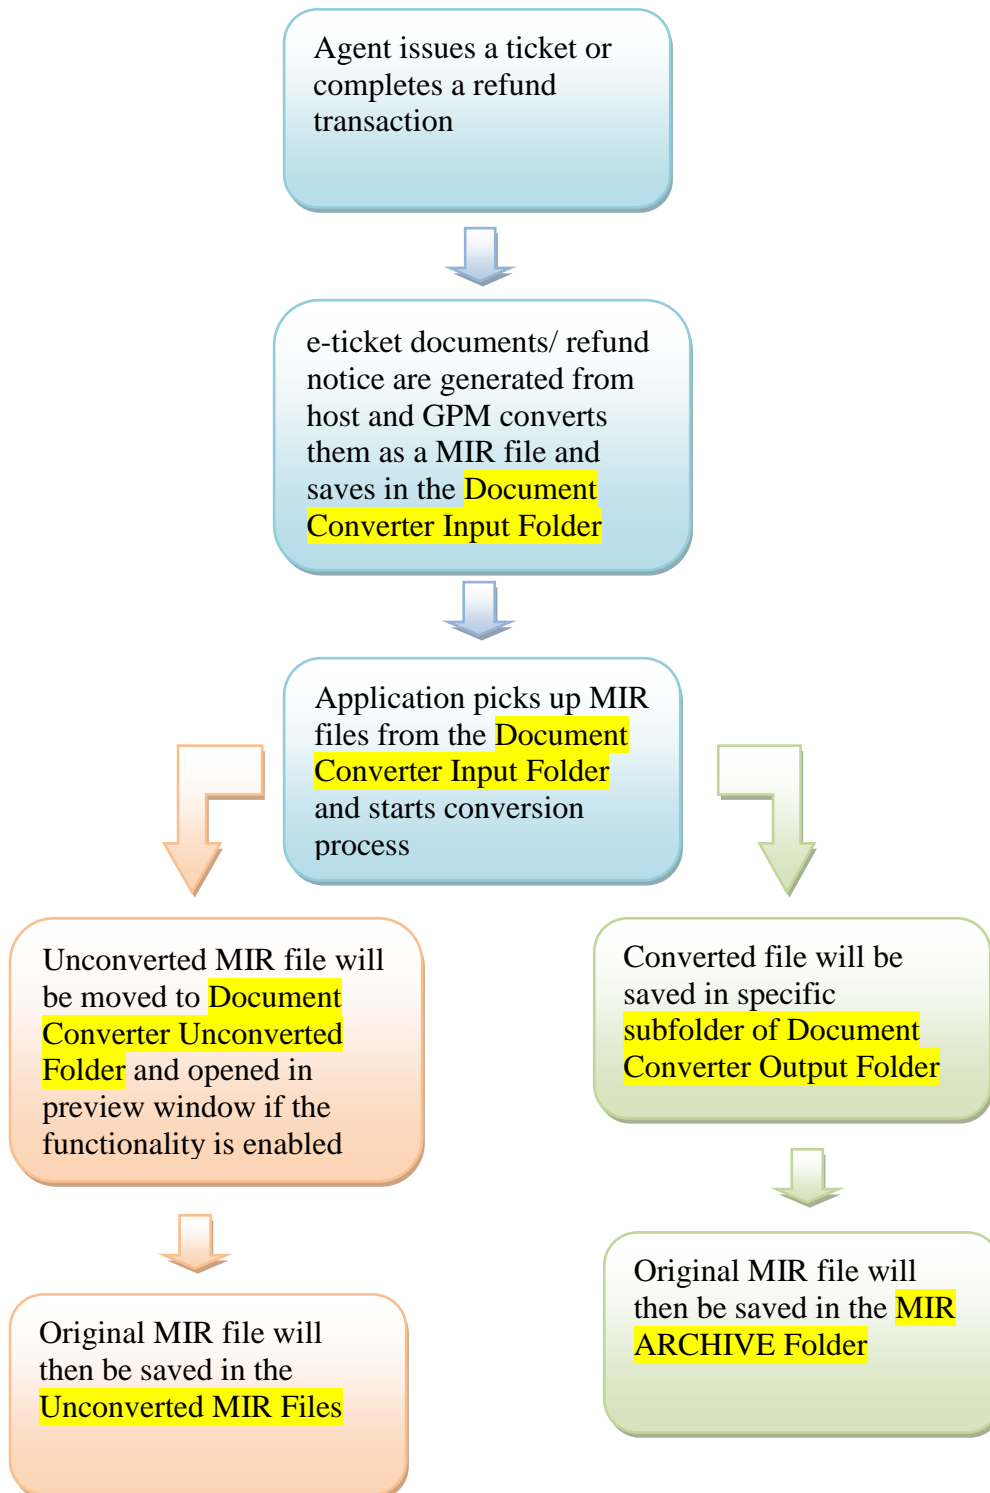 Agent issues a ticket or
completes a refund
transaction
e-ticket documents/ refund
notice are generated from
host and GPM converts
them as a MIR file and
saves in the Document
Converter Input Folder
Application picks up MIR
files from the Document
Converter Input Folder
and starts conversion
process
Unconverted MIR file will
be moved to Document
Converter Unconverted
Folder and opened in
preview window if the
functionality is enabled
Original MIR file will
then be saved in the
Unconverted MIR Files
Converted file will be
saved in specific
subfolder of Document
Converter Output Folder
Original MIR file will
then be saved in the MIR
ARCHIVE Folder